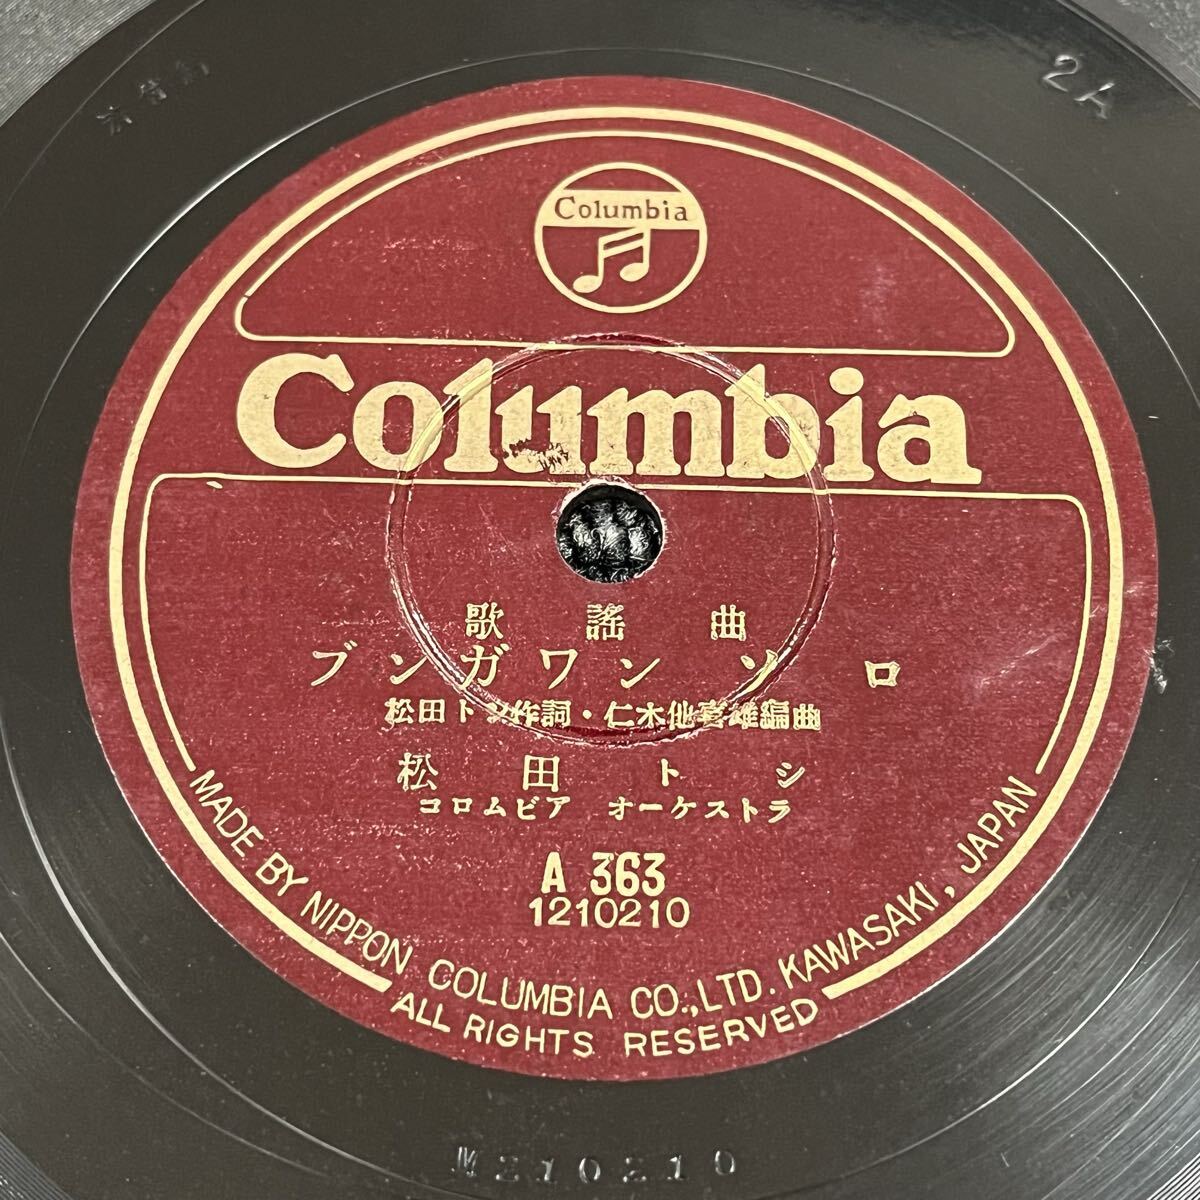 2A
Columbia
Columbia
歌謡曲
ブンガワン ソロ
松田トシ作詞・仁木他喜雄編曲
松田トシ
コロムビア オーケストラ
A 363
1210210
MADE BY NIPPON COLUMBIA CO.,LTD. KAWASAKI, JAPAN
ALL RIGHTS RESERVED
M210210